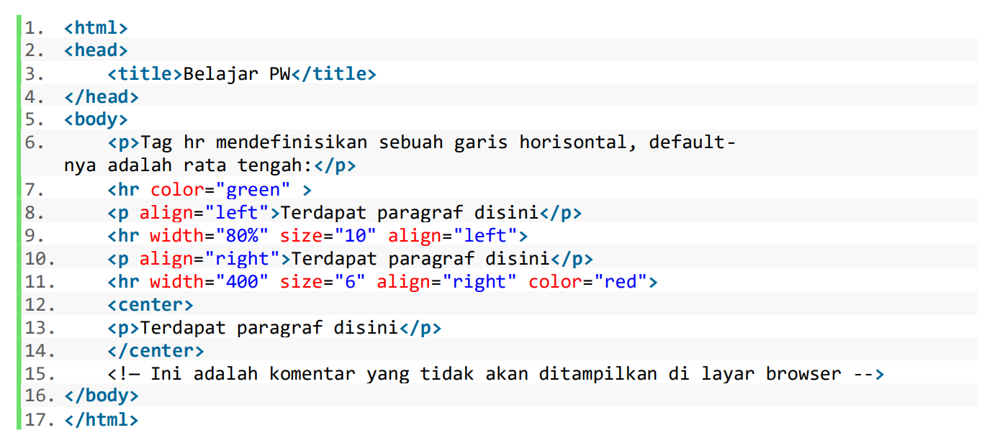 1. <html>
2. <head>
3.     <title>Belajar PW</title>
4. </head>
5. <body>
6.     <p>Tag hr mendefinisikan sebuah garis horisontal, default-
nya adalah rata tengah:</p>
7.     <hr color="green" >
8.     <p align="left">Terdapat paragraf disini</p>
9.     <hr width="80%" size="10" align="left">
10.     <p align="right">Terdapat paragraf disini</p>
11.     <hr width="400" size="6" align="right" color="red">
12.     <center>
13.     <p>Terdapat paragraf disini</p>
14.     </center>
15.     <!— Ini adalah komentar yang tidak akan ditampilkan di layar browser -->
16. </body>
17. </html>